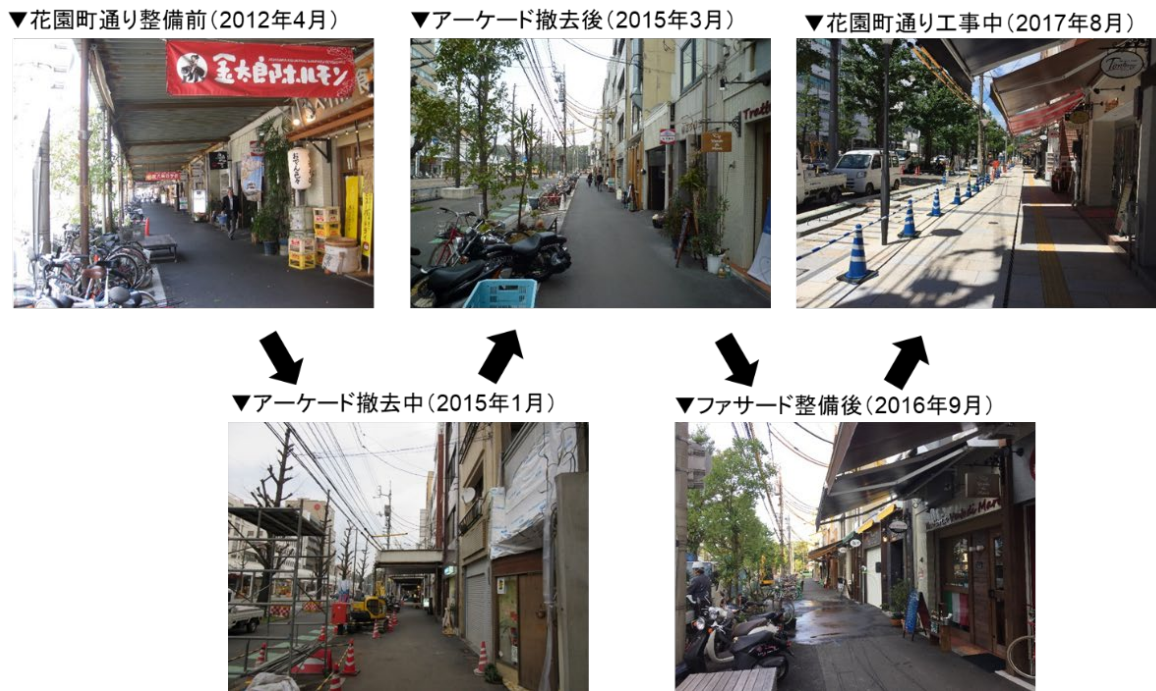 ▼花園町通り整備前(2012年4月)
▼アーケード撤去後(2015年3月)
▼花園町通り工事中(2017年8月)
金太郎ホルモン
▼アーケード撤去中(2015年1月)
▼ファサード整備後(2016年9月)